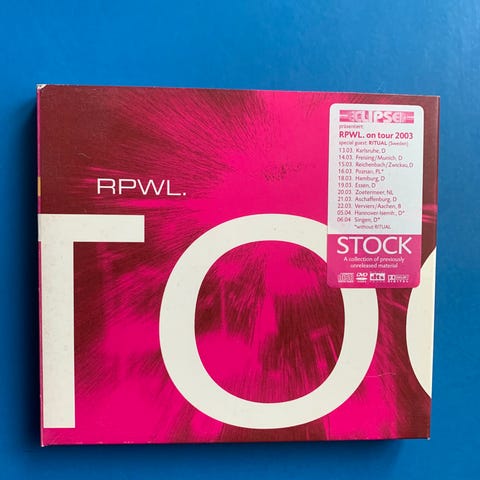 ECLIPSED
präsentiert:
RPWL. on tour 2003
special guest: RITUAL (Sweden)
13.03. Karlsruhe, D
14.03. Freising/Munich, D
15.03. Reichenbach/Zwickau, D
16.03. Poznan, PL*
18.03. Hamburg, D
19.03. Essen, D
20.03. Zoetermeer, NL
21.03. Aschaffenburg, D
22.03. Verviers/Aachen, B
05.04. Hannover-Isernh., D*
06.04 Singen, D*
*without RITUAL
STOCK
A collection of previously
unreleased material
RPWL.
TOC